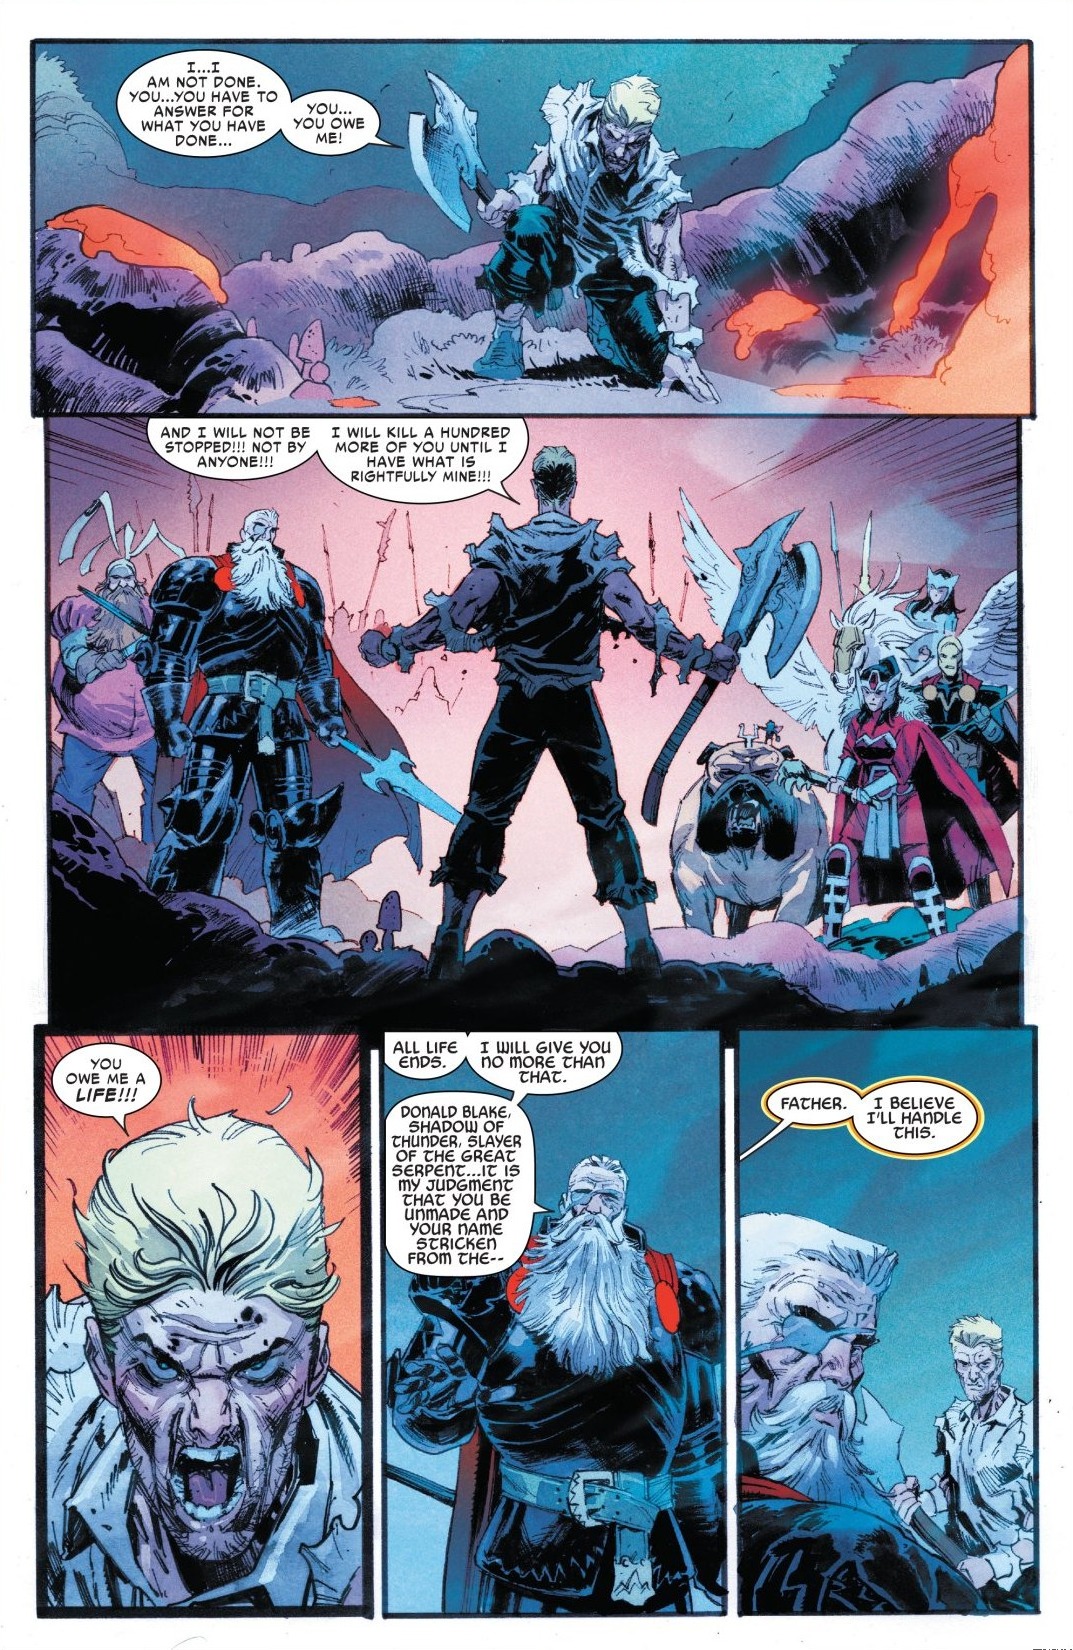 I...I
AM NOT DONE.
YOU...YOU HAVE TO
ANSWER FOR
WHAT YOU HAVE
DONE...
YOU...
YOU OWE
ME!
AND I WILL NOT BE
STOPPED!!! NOT BY
ANYONE!!!
I WILL KILL A HUNDRED
MORE OF YOU UNTIL I
HAVE WHAT IS
RIGHTFULLY MINE!!!
YOU
OWE ME A
LIFE!!!
ALL LIFE
ENDS.
I WILL GIVE YOU
NO MORE THAN
THAT.
DONALD BLAKE,
SHADOW OF
THUNDER, SLAYER
OF THE GREAT
SERPENT...IT IS
MY JUDGMENT
THAT YOU BE
UNMADE AND
YOUR NAME
STRICKEN
FROM THE--
FATHER.
I BELIEVE
I'LL HANDLE
THIS.